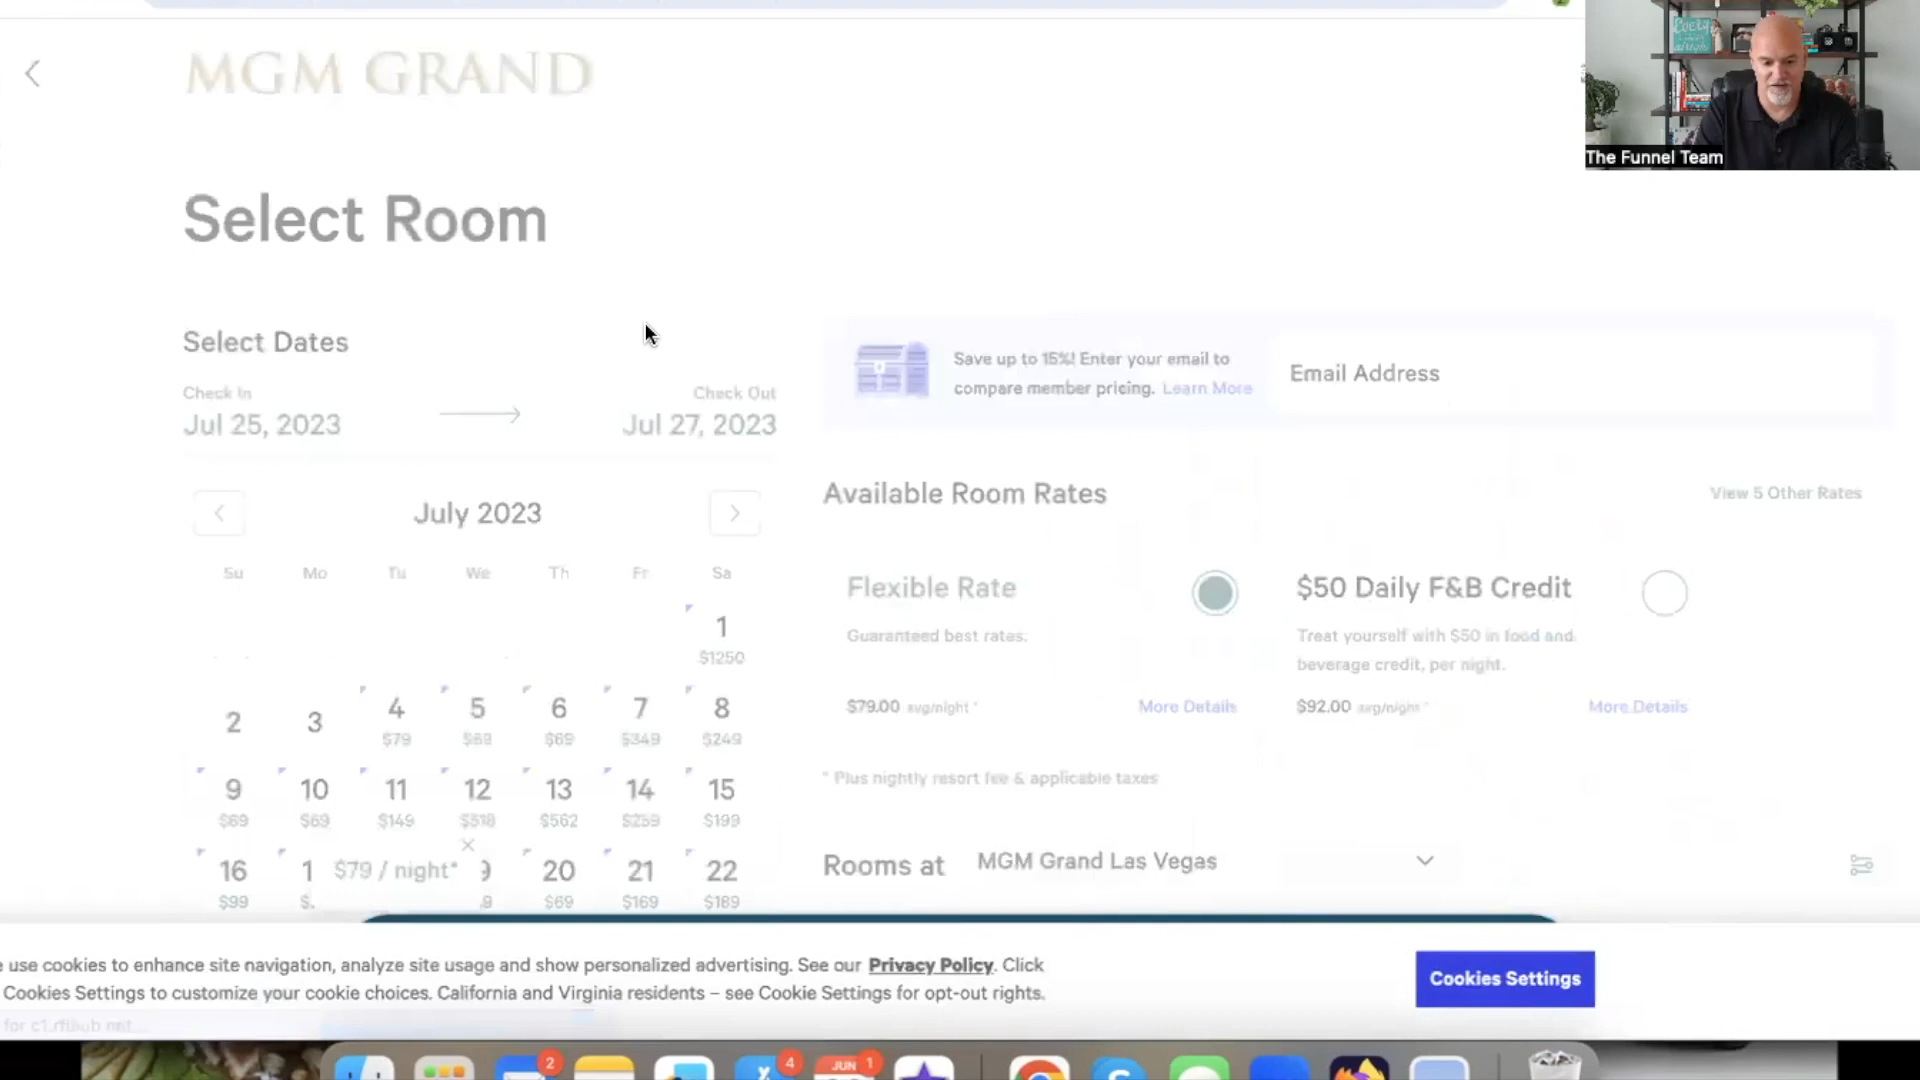 MGM GRAND
The Funnel Team
Select Room
Select Dates
Check In
Check Out
Jul 25, 2023
Jul 27, 2023
Save up to 15%! Enter your email to
compare member pricing. Learn More
Email Address
July 2023
Su Mo Tu We Th Fr Sa
1
$1250
2 3 4 5 6 7 8
$79 $69 $349 $249
9 10 11 12 13 14 15
$69 $69 $149 $518 $562 $259 $199
16 1 $79 / night* 9 20 21 22
$99 $. 9 $69 $169 $189
Available Room Rates
View 5 Other Rates
Flexible Rate
Guaranteed best rates.
$79.00 avg/night *
More Details
$50 Daily F&B Credit
Treat yourself with $50 in food and
beverage credit, per night.
$92.00 avg/night *
More Details
* Plus nightly resort fee & applicable taxes
Rooms at MGM Grand Las Vegas
e use cookies to enhance site navigation, analyze site usage and show personalized advertising. See our Privacy Policy. Click
Cookies Settings to customize your cookie choices. California and Virginia residents – see Cookie Settings for opt-out rights.
Cookies Settings
2
4
JUN 1